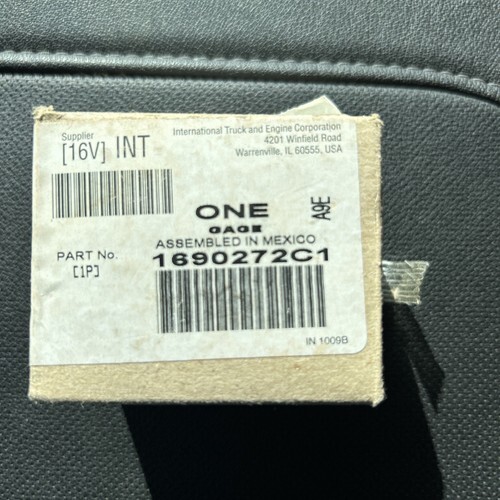 Supplier
[16V] INT
International Truck and Engine Corporation
4201 Winfield Road
Warrenville, IL 60555, USA
ONE
GAGE
A9E
ASSEMBLED IN MEXICO
PART No.
[1P]
1690272C1
IN 1009B